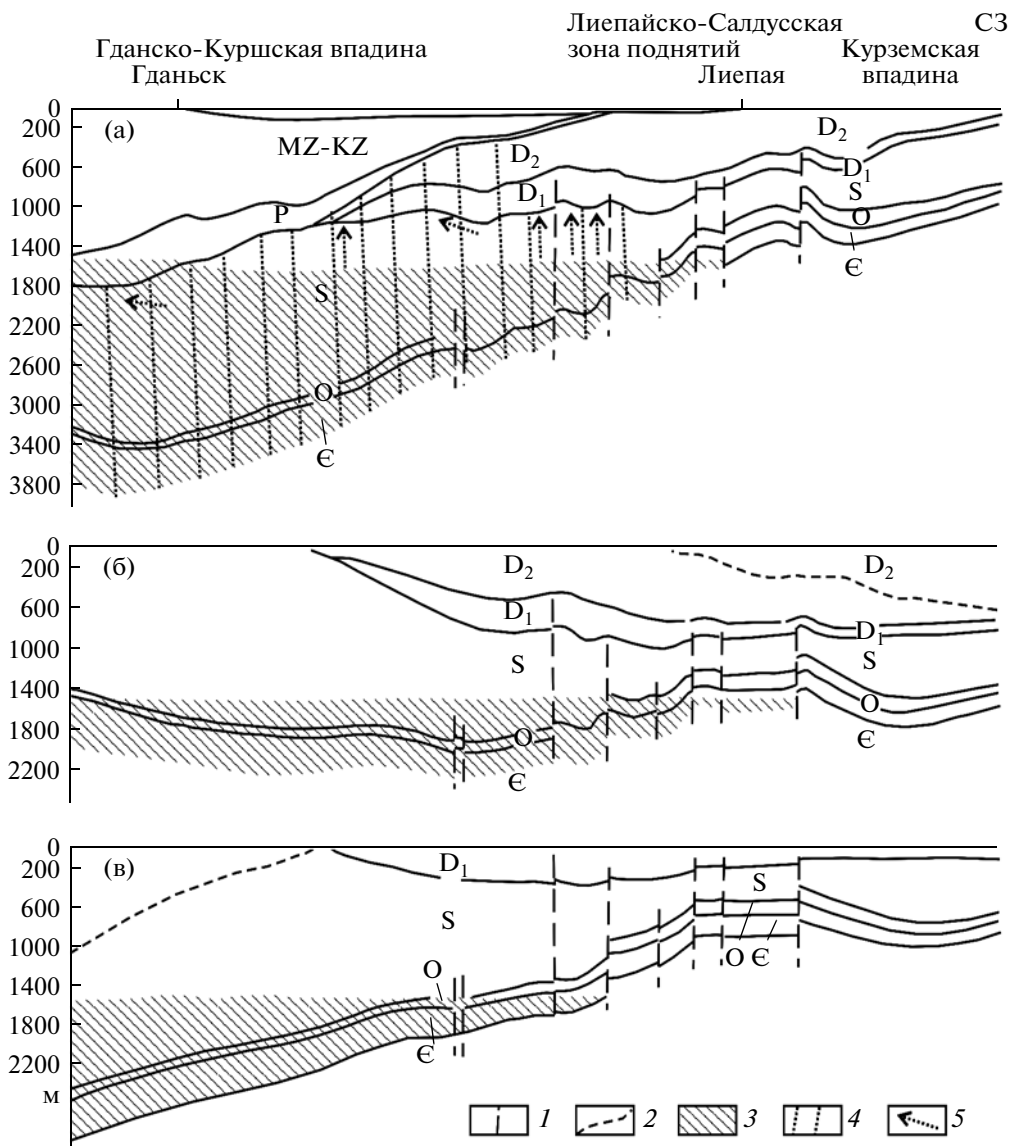 Лиепайско-Салдусская СЗ
Гданско-Куршская впадина зона поднятий Курземская
Гданьск Лиепая впадина
0
200
600
1000
1400
1800
2200
2600
3000
3400
3800
(а)
MZ-KZ
P
D₂
D₁
S
O
Є
D₂
D₁
S
O
Є
0
200
600
1000
1400
1800
2200
(б)
D₂
D₁
S
O
Є
D₂
D₁
S
O
Є
0
200
600
1000
1400
1800
2200
м
(в)
D₁
S
O
Є
S
O Є
1 2 3 4 5